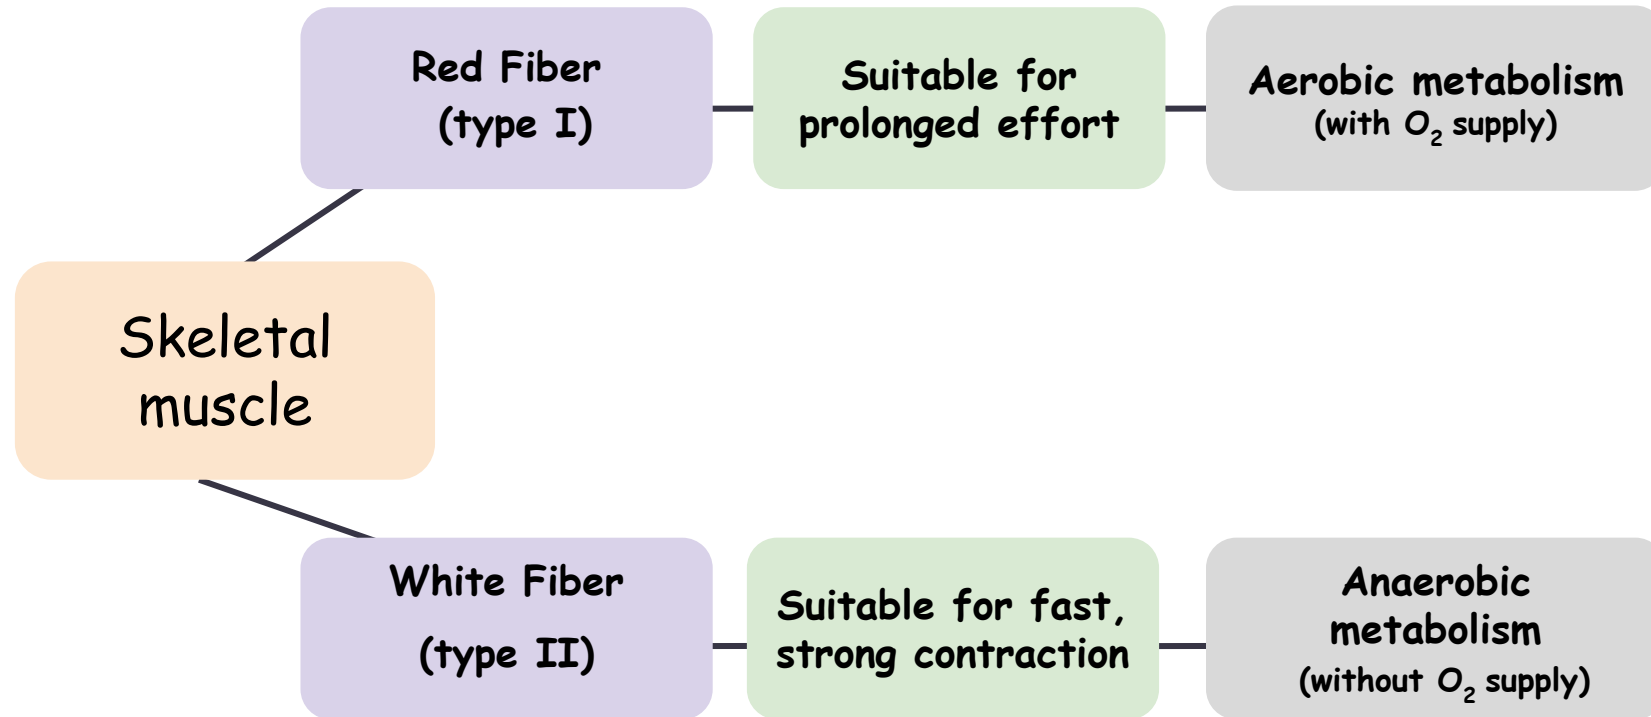 Red Fiber
(type I)
Suitable for
prolonged effort
Aerobic metabolism
(with O₂ supply)
Skeletal
muscle
White Fiber
(type II)
Suitable for fast,
strong contraction
Anaerobic
metabolism
(without O₂ supply)